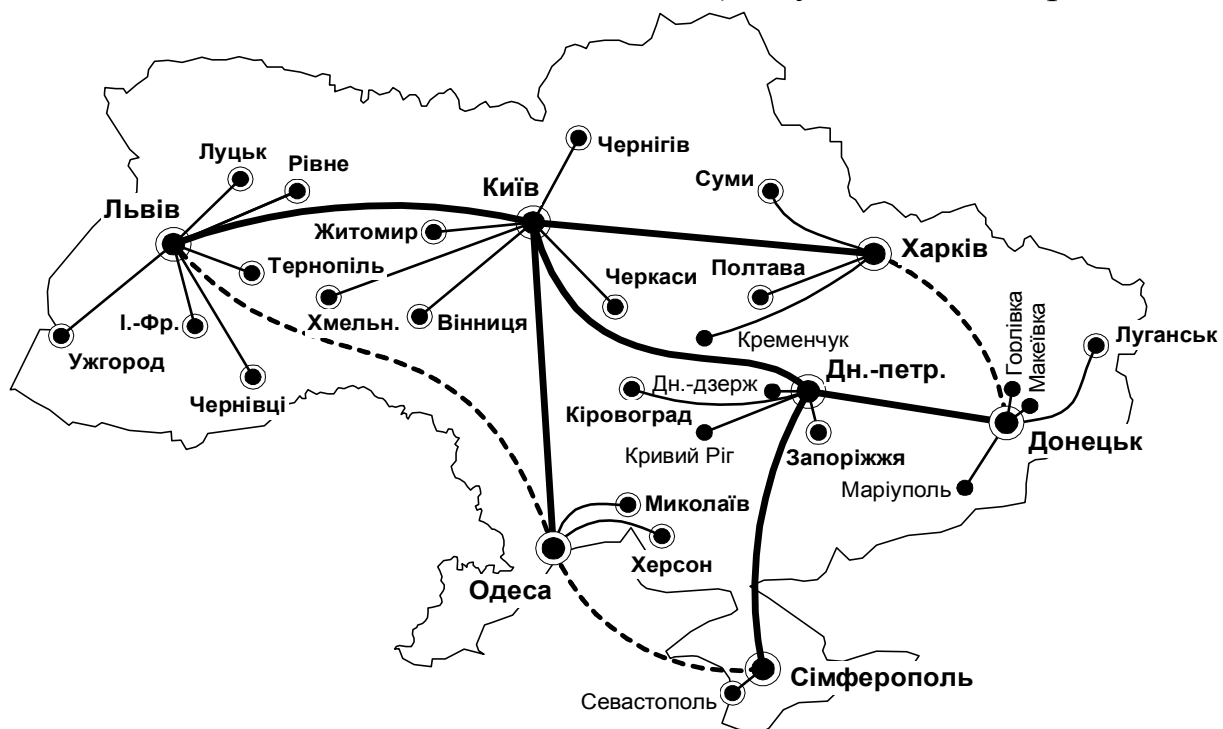 Чернігів
Луцьк
Рівне
Київ
Суми
Львів
Житомир
Харків
Тернопіль
Черкаси
Полтава
Хмельн.
Вінниця
І.-Фр.
Ужгород
Кременчук
Горлівка
Макеївка
Луганськ
Чернівці
Дн.-петр.
Дн.-дзерж
Кіровоград
Кривий Ріг
Запоріжжя
Донецьк
Маріуполь
Миколаїв
Херсон
Одеса
Сімферополь
Севастополь